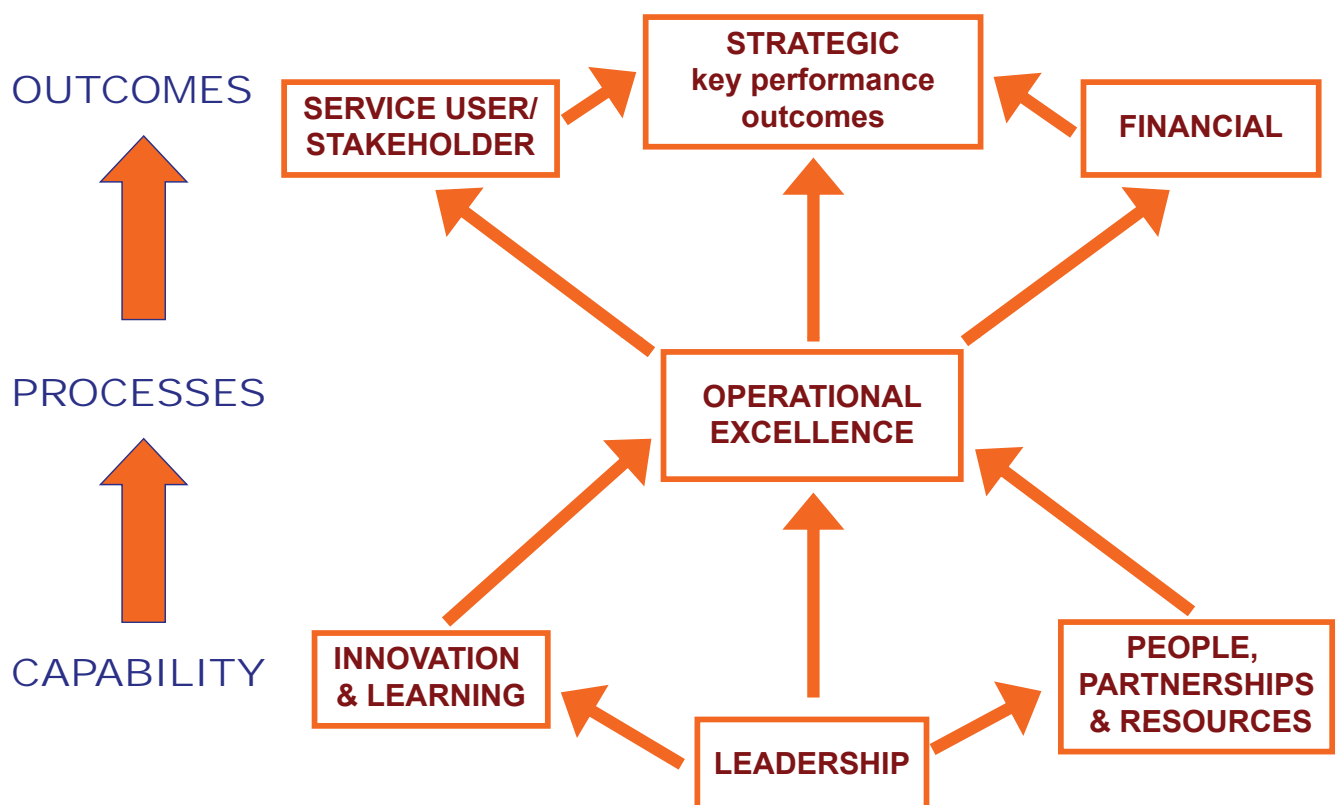 OUTCOMES
SERVICE USER/
STAKEHOLDER
STRATEGIC
key performance
outcomes
FINANCIAL
PROCESSES
OPERATIONAL
EXCELLENCE
CAPABILITY
INNOVATION
& LEARNING
LEADERSHIP
PEOPLE,
PARTNERSHIPS
& RESOURCES